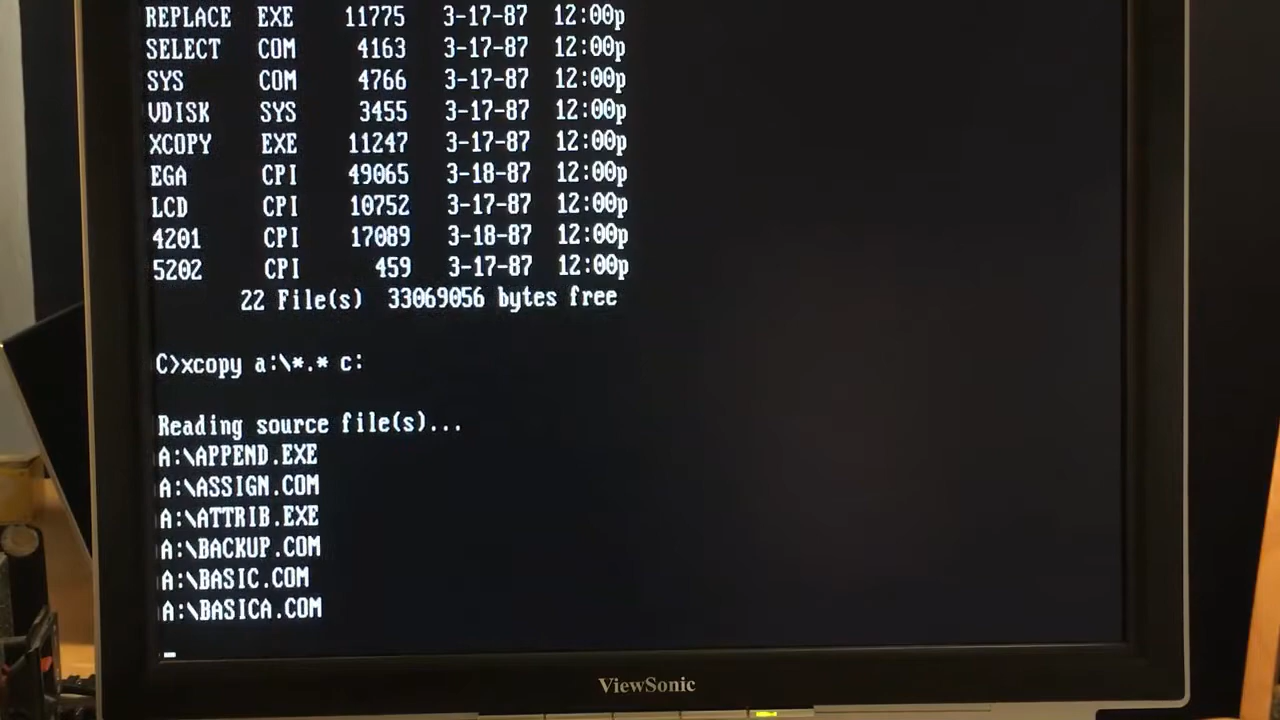 REPLACE EXE 11775 3-17-87 12:00p
SELECT COM 4163 3-17-87 12:00p
SYS COM 4766 3-17-87 12:00p
VDISK SYS 3455 3-17-87 12:00p
XCOPY EXE 11247 3-17-87 12:00p
EGA CPI 49065 3-18-87 12:00p
LCD CPI 10752 3-17-87 12:00p
4201 CPI 17089 3-18-87 12:00p
5202 CPI 459 3-17-87 12:00p
22 File(s) 33069056 bytes free
C>xcopy a:\*.* c:
Reading source file(s)...
A:\APPEND.EXE
A:\ASSIGN.COM
A:\ATTRIB.EXE
A:\BACKUP.COM
A:\BASIC.COM
A:\BASICA.COM
ViewSonic